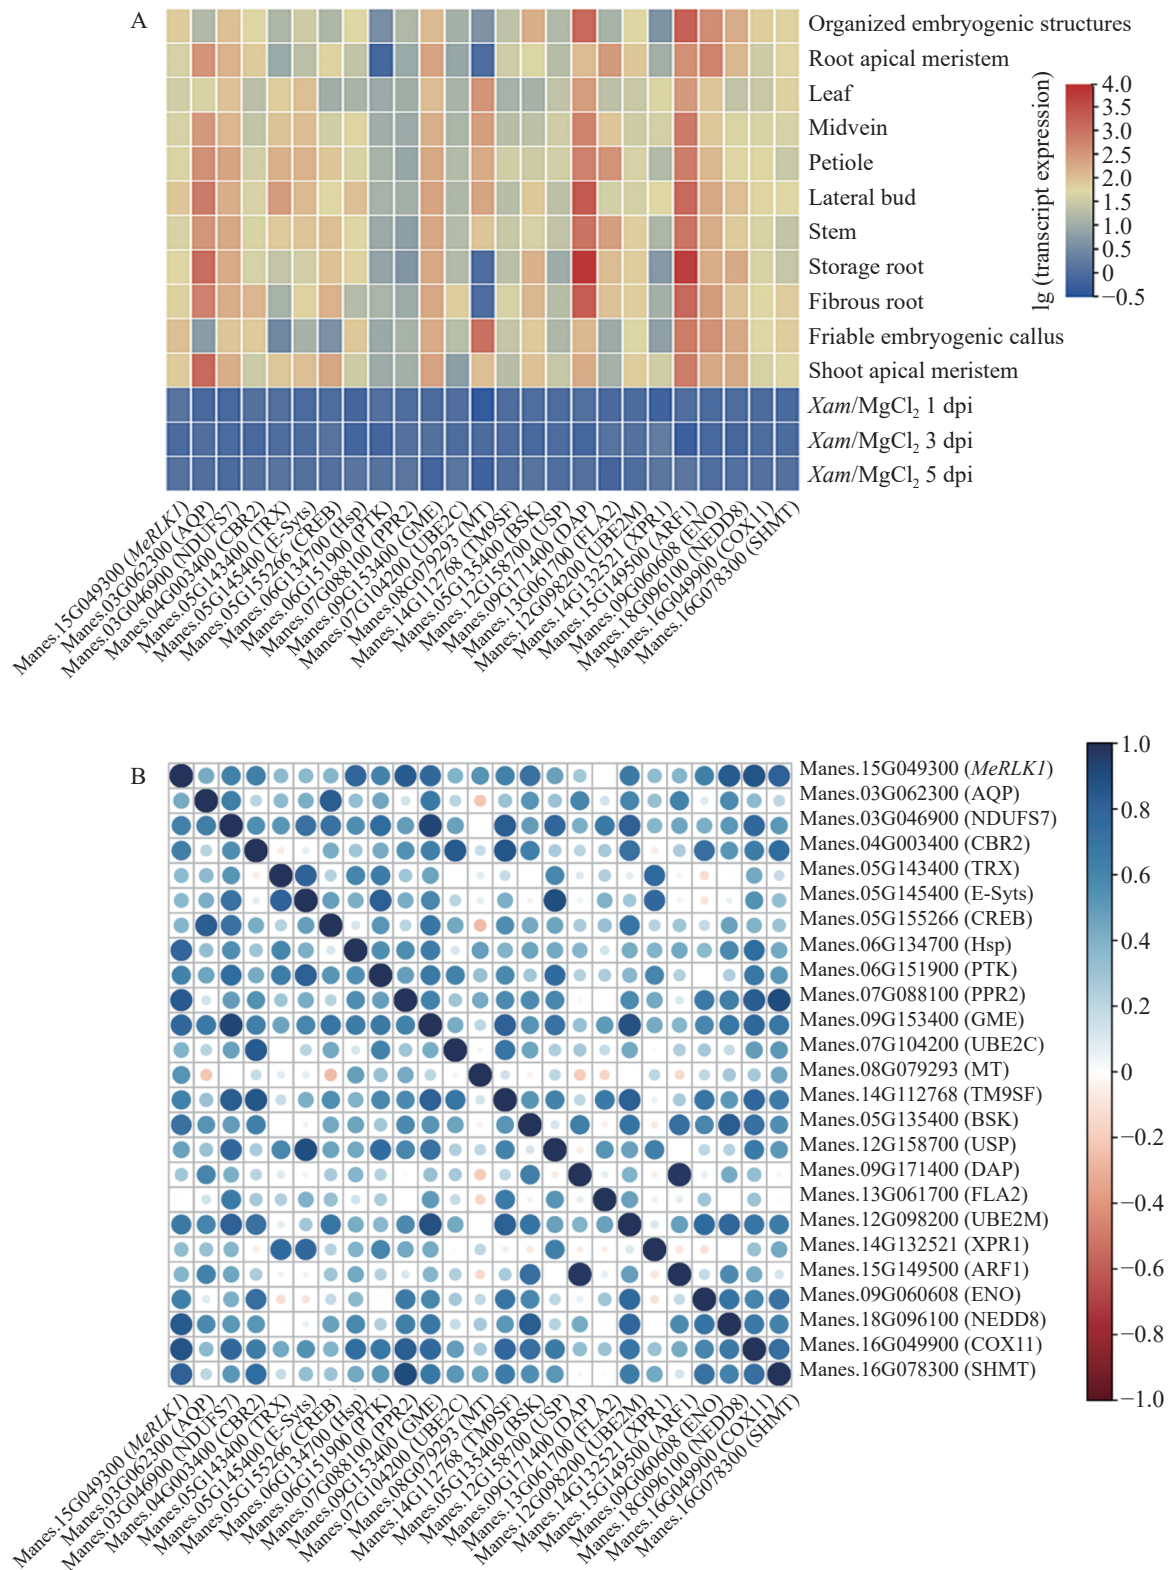 A
Organized embryogenic structures
Root apical meristem
Leaf
Midvein
Petiole
Lateral bud
Stem
Storage root
Fibrous root
Friable embryogenic callus
Shoot apical meristem
Xam/MgCl₂ 1 dpi
Xam/MgCl₂ 3 dpi
Xam/MgCl₂ 5 dpi
lg (transcript expression)
4.0
3.5
3.0
2.5
2.0
1.5
1.0
0.5
0
−0.5
Manes.15G049300 (MeRLK1)
Manes.03G062300 (AQP)
Manes.03G046900 (NDUFS7)
Manes.04G003400 (CBR2)
Manes.05G143400 (TRX)
Manes.05G145400 (E-Syts)
Manes.05G155266 (CREB)
Manes.06G134700 (Hsp)
Manes.06G151900 (PTK)
Manes.07G088100 (PPR2)
Manes.09G153400 (GME)
Manes.07G104200 (UBE2C)
Manes.08G079293 (MT)
Manes.14G112768 (TM9SF)
Manes.05G135400 (BSK)
Manes.12G158700 (USP)
Manes.09G171400 (DAP)
Manes.13G061700 (FLA2)
Manes.12G098200 (UBE2M)
Manes.14G132521 (XPR1)
Manes.15G149500 (ARF1)
Manes.09G060608 (ENO)
Manes.18G096100 (NEDD8)
Manes.16G049900 (COX11)
Manes.16G078300 (SHMT)
B
Manes.15G049300 (MeRLK1)
Manes.03G062300 (AQP)
Manes.03G046900 (NDUFS7)
Manes.04G003400 (CBR2)
Manes.05G143400 (TRX)
Manes.05G145400 (E-Syts)
Manes.05G155266 (CREB)
Manes.06G134700 (Hsp)
Manes.06G151900 (PTK)
Manes.07G088100 (PPR2)
Manes.09G153400 (GME)
Manes.07G104200 (UBE2C)
Manes.08G079293 (MT)
Manes.14G112768 (TM9SF)
Manes.05G135400 (BSK)
Manes.12G158700 (USP)
Manes.09G171400 (DAP)
Manes.13G061700 (FLA2)
Manes.12G098200 (UBE2M)
Manes.14G132521 (XPR1)
Manes.15G149500 (ARF1)
Manes.09G060608 (ENO)
Manes.18G096100 (NEDD8)
Manes.16G049900 (COX11)
Manes.16G078300 (SHMT)
1.0
0.8
0.6
0.4
0.2
0
−0.2
−0.4
−0.6
−0.8
−1.0
Manes.15G049300 (MeRLK1)
Manes.03G062300 (AQP)
Manes.03G046900 (NDUFS7)
Manes.04G003400 (CBR2)
Manes.05G143400 (TRX)
Manes.05G145400 (E-Syts)
Manes.05G155266 (CREB)
Manes.06G134700 (Hsp)
Manes.06G151900 (PTK)
Manes.07G088100 (PPR2)
Manes.09G153400 (GME)
Manes.07G104200 (UBE2C)
Manes.08G079293 (MT)
Manes.14G112768 (TM9SF)
Manes.05G135400 (BSK)
Manes.12G158700 (USP)
Manes.09G171400 (DAP)
Manes.13G061700 (FLA2)
Manes.12G098200 (UBE2M)
Manes.14G132521 (XPR1)
Manes.15G149500 (ARF1)
Manes.09G060608 (ENO)
Manes.18G096100 (NEDD8)
Manes.16G049900 (COX11)
Manes.16G078300 (SHMT)